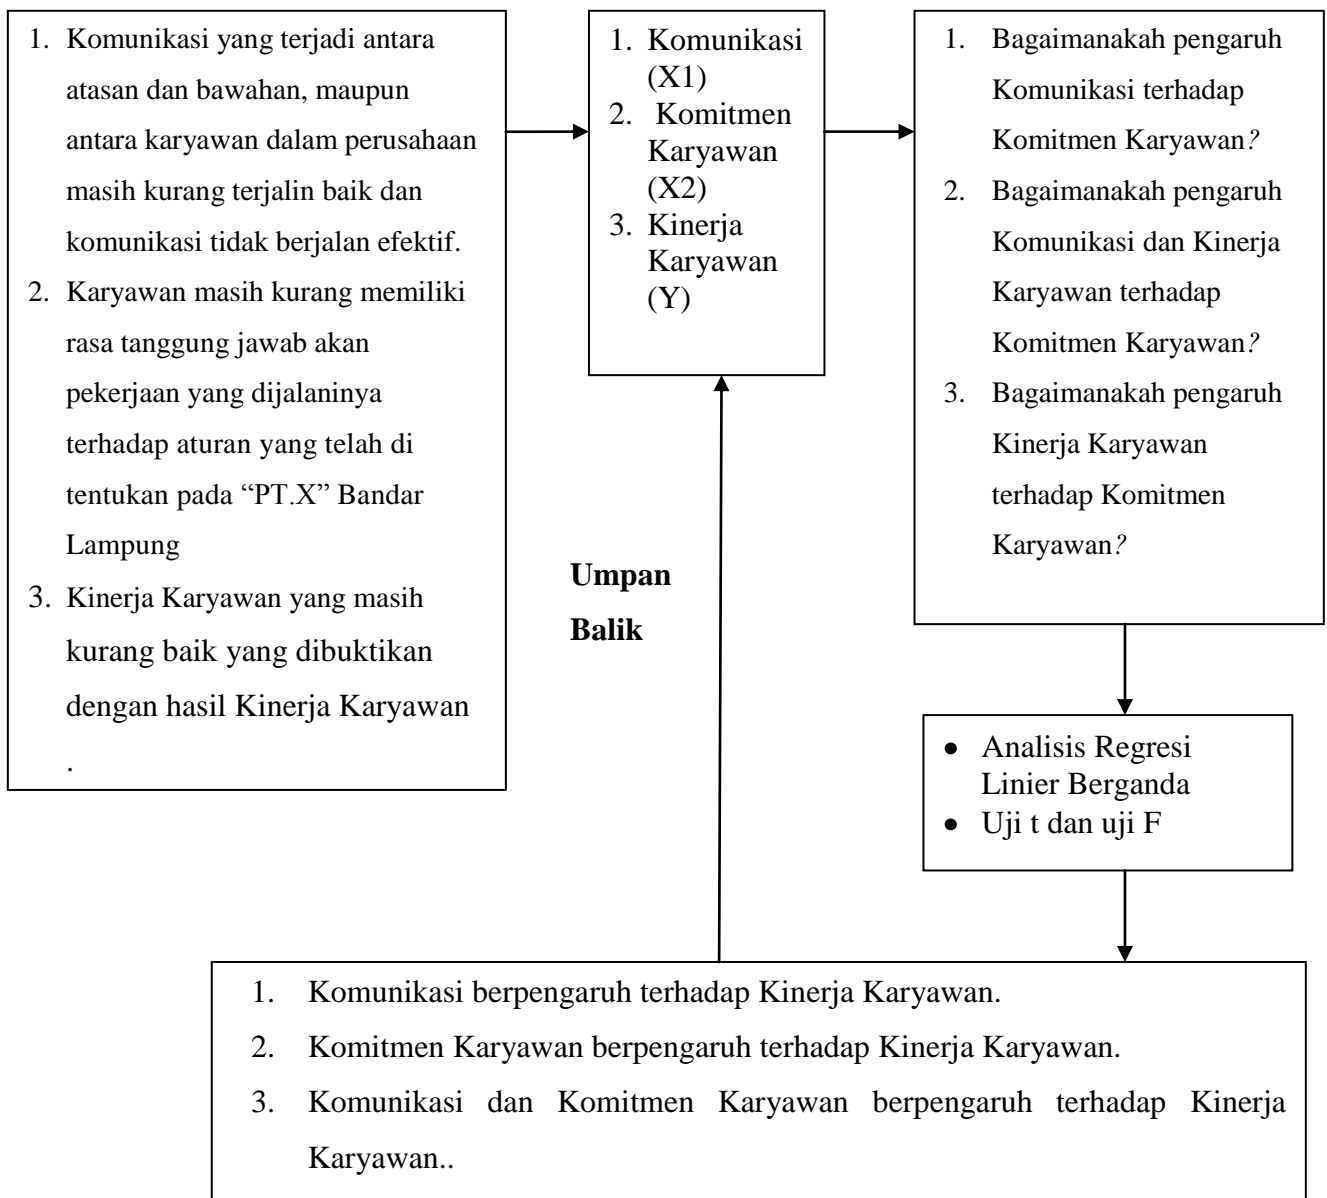 1. Komunikasi yang terjadi antara
atasan dan bawahan, maupun
antara karyawan dalam perusahaan
masih kurang terjalin baik dan
komunikasi tidak berjalan efektif.
2. Karyawan masih kurang memiliki
rasa tanggung jawab akan
pekerjaan yang dijalaninya
terhadap aturan yang telah di
tentukan pada “PT.X” Bandar
Lampung
3. Kinerja Karyawan yang masih
kurang baik yang dibuktikan
dengan hasil Kinerja Karyawan
.
1. Komunikasi
(X1)
2. Komitmen
Karyawan
(X2)
3. Kinerja
Karyawan
(Y)
1. Bagaimanakah pengaruh
Komunikasi terhadap
Komitmen Karyawan?
2. Bagaimanakah pengaruh
Komunikasi dan Kinerja
Karyawan terhadap
Komitmen Karyawan?
3. Bagaimanakah pengaruh
Kinerja Karyawan
terhadap Komitmen
Karyawan?
Umpan
Balik
• Analisis Regresi
Linier Berganda
• Uji t dan uji F
1. Komunikasi berpengaruh terhadap Kinerja Karyawan.
2. Komitmen Karyawan berpengaruh terhadap Kinerja Karyawan.
3. Komunikasi dan Komitmen Karyawan berpengaruh terhadap Kinerja
Karyawan..